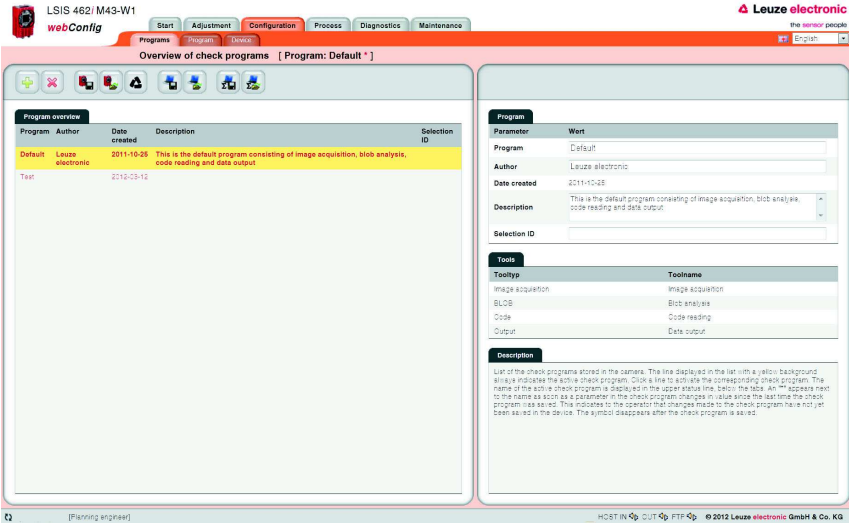 LSIS 462i M43-W1
webConfig
Leuze electronic
the sensor people
Start Adjustment Configuration Process Diagnostics Maintenance
Programs Program Device
English
Overview of check programs [ Program: Default * ]
Program overview
Program Author Date created Description Selection ID
Default Leuze electronic 2011-10-25 This is the default program consisting of image acquisition, blob analysis, code reading and data output
Test 2012-03-12
Program
Parameter Wert
Program Default
Author Leuze electronic
Date created 2011-10-25
Description This is the default program consisting of image acquisition, blob analysis, code reading and data output
Selection ID
Tools
Tooltyp Toolname
Image acquisition Image acquisition
BLOB Blob analysis
Code Code reading
Output Data output
Description
List of the check programs stored in the camera. The line displayed in the list with a yellow background
always indicates the active check program. Click a line to activate the corresponding check program. The
name of the active check program is displayed in the upper status line, below the tabs. An "*" appears next
to the name as soon as a parameter in the check program changes in value since the last time the check
program was saved. This indicates to the operator that changes made to the check program have not yet
been saved in the device. The symbol disappears after the check program is saved.
[Planning engineer]
HOST IN OUT FTP © 2012 Leuze electronic GmbH & Co. KG